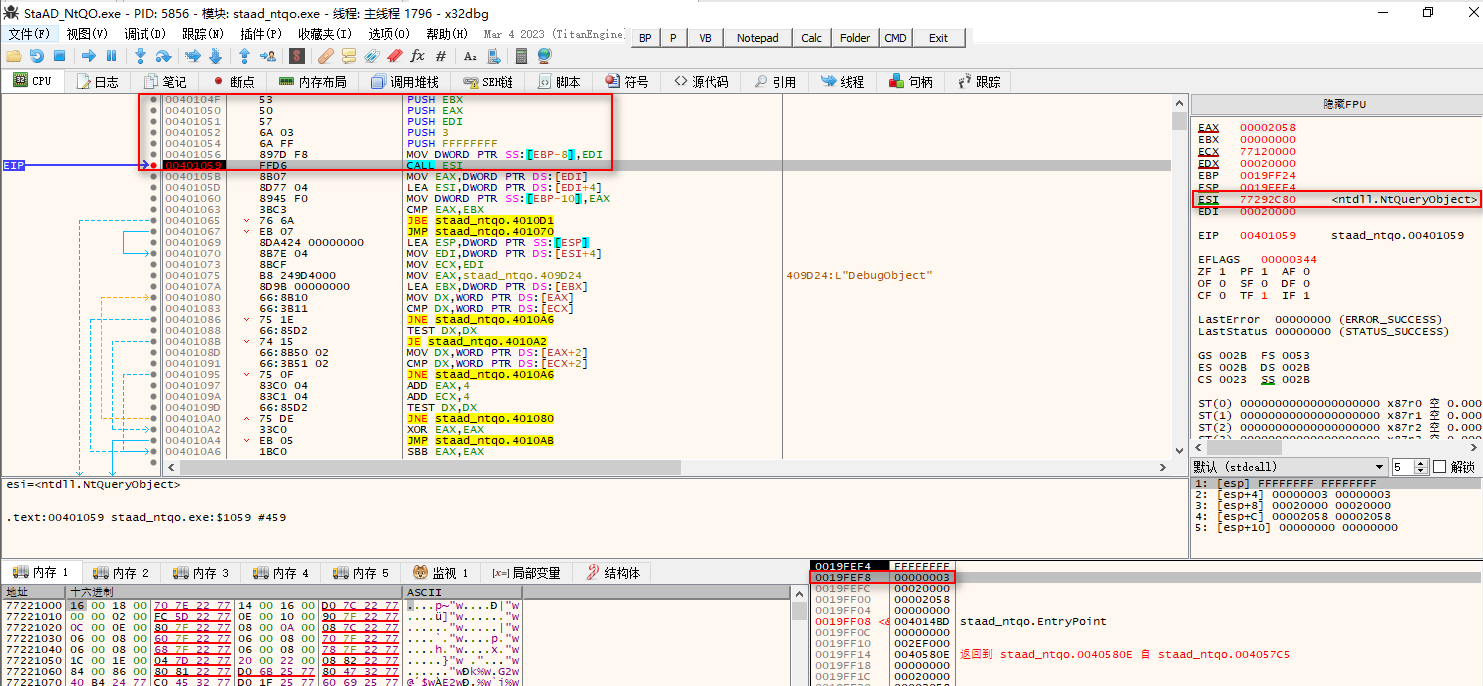 StaAD_NtQO.exe - PID: 5856 - 模块: staad_ntqo.exe - 线程: 主线程 1796 - x32dbg
文件(F) 视图(V) 调试(D) 跟踪(N) 插件(P) 收藏夹(I) 选项(O) 帮助(H) Mar 4 2023 (TitanEngine) BP P VB Notepad Calc Folder CMD Exit
CPU 日志 笔记 断点 内存布局 调用堆栈 SEH链 脚本 符号 源代码 引用 线程 句柄 跟踪
0040104F 53 PUSH EBX
00401050 50 PUSH EAX
00401051 57 PUSH EDI
00401052 6A 03 PUSH 3
00401054 6A FF PUSH FFFFFFFF
00401056 897D F8 MOV DWORD PTR SS:[EBP-8],EDI
EIP 00401059 FFD6 CALL ESI
0040105B 8B07 MOV EAX,DWORD PTR DS:[EDI]
0040105D 8D77 04 LEA ESI,DWORD PTR DS:[EDI+4]
00401060 8945 F0 MOV DWORD PTR SS:[EBP-10],EAX
00401063 3BC3 CMP EAX,EBX
00401065 76 6A JBE staad_ntqo.4010D1
00401067 EB 07 JMP staad_ntqo.401070
00401069 8DA424 00000000 LEA ESP,DWORD PTR SS:[ESP]
00401070 8B7E 04 MOV EDI,DWORD PTR DS:[ESI+4]
00401073 8BCF MOV ECX,EDI
00401075 B8 249D4000 MOV EAX,staad_ntqo.409D24 409D24:L"DebugObject"
0040107A 8D9B 00000000 LEA EBX,DWORD PTR DS:[EBX]
00401080 66:8B10 MOV DX,WORD PTR DS:[EAX]
00401083 66:3B11 CMP DX,WORD PTR DS:[ECX]
00401086 75 1E JNE staad_ntqo.4010A6
00401088 66:85D2 TEST DX,DX
0040108B 74 15 JE staad_ntqo.4010A2
0040108D 66:8B50 02 MOV DX,WORD PTR DS:[EAX+2]
00401091 66:3B51 02 CMP DX,WORD PTR DS:[ECX+2]
00401095 75 0F JNE staad_ntqo.4010A6
00401097 83C0 04 ADD EAX,4
0040109A 83C1 04 ADD ECX,4
0040109D 66:85D2 TEST DX,DX
004010A0 75 DE JNE staad_ntqo.401080
004010A2 33C0 XOR EAX,EAX
004010A4 EB 05 JMP staad_ntqo.4010AB
004010A6 1BC0 SBB EAX,EAX
隐藏FPU
EAX 00002058
EBX 00000000
ECX 77120000
EDX 00020000
EBP 0019FF24
ESP 0019FEF4
ESI 77292C80 <ntdll.NtQueryObject>
EDI 00020000
EIP 00401059 staad_ntqo.00401059
EFLAGS 00000344
ZF 1 PF 1 AF 0
OF 0 SF 0 DF 0
CF 0 TF 1 IF 1
LastError 00000000 (ERROR_SUCCESS)
LastStatus 00000000 (STATUS_SUCCESS)
GS 002B FS 0053
ES 002B DS 002B
CS 0023 SS 002B
ST(0) 00000000000000000000 x87r0 空 0.000
ST(1) 00000000000000000000 x87r1 空 0.000
ST(2) 00000000000000000000 x87r2 空 0.000
默认 (stdcall) 5 解锁
1: [esp] FFFFFFFF FFFFFFFF
2: [esp+4] 00000003 00000003
3: [esp+8] 00020000 00020000
4: [esp+C] 00002058 00002058
5: [esp+10] 00000000 00000000
esi=<ntdll.NtQueryObject>
.text:00401059 staad_ntqo.exe:$1059 #459
内存 1 内存 2 内存 3 内存 4 内存 5 监视 1 局部变量 结构体
地址 十六进制 ASCII
77221000 16 00 18 00 70 7E 22 77 14 00 16 00 D0 7C 22 77 ....p~"w....Ð|"w
77221010 00 00 02 00 FC 5D 22 77 0E 00 10 00 90 7F 22 77 ....ü]"w......"w
77221020 0C 00 0E 00 80 7F 22 77 08 00 0A 00 08 7C 22 77
77221030 06 00 08 00 60 7F 22 77 06 00 08 00 70 7F 22 77
77221040 06 00 08 00 68 7F 22 77 06 00 08 00 78 7F 22 77
77221050 1C 00 1E 00 04 7D 22 77 20 00 22 00 08 82 22 77
77221060 84 00 86 00 80 81 22 77 D0 6B 25 77 80 47 32 77
0019FEF4 FFFFFFFF
0019FEF8 00000003
0019FEFC 00020000
0019FF00 00002058
0019FF04 00000000
0019FF08 004014BD staad_ntqo.EntryPoint
0019FF0C 00000000
0019FF10 002EF000
0019FF14 0040580E 返回到 staad_ntqo.0040580E 自 staad_ntqo.004057C5
0019FF18 00000000
0019FF1C 00020000